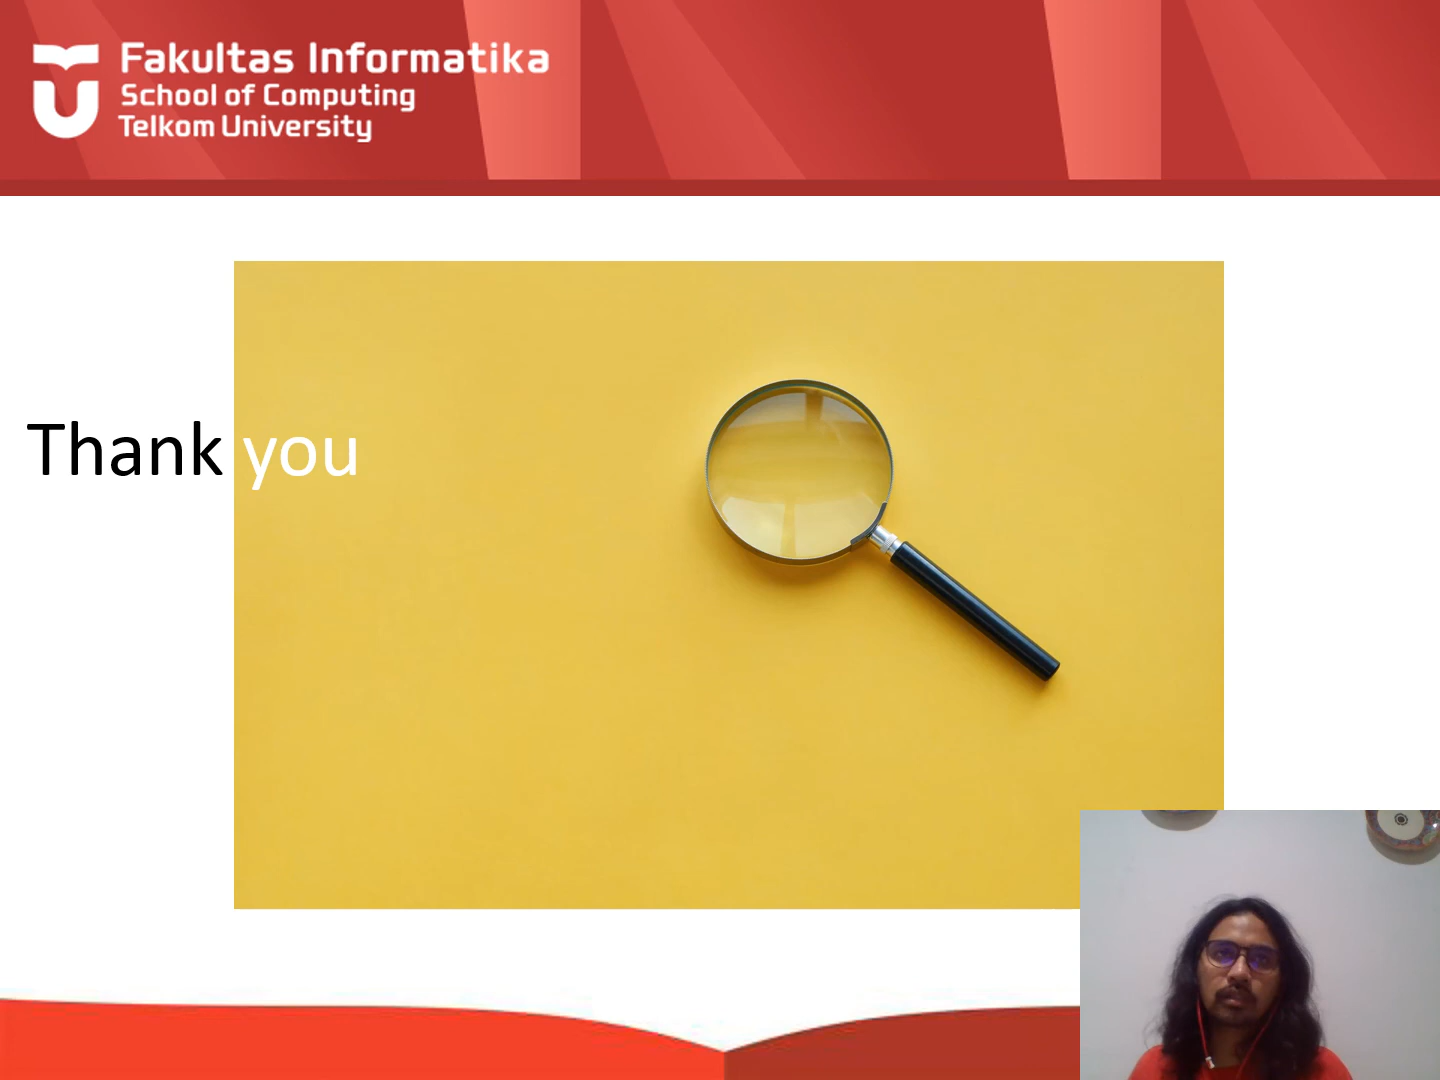 Fakultas Informatika
School of Computing
Telkom University
Thank you